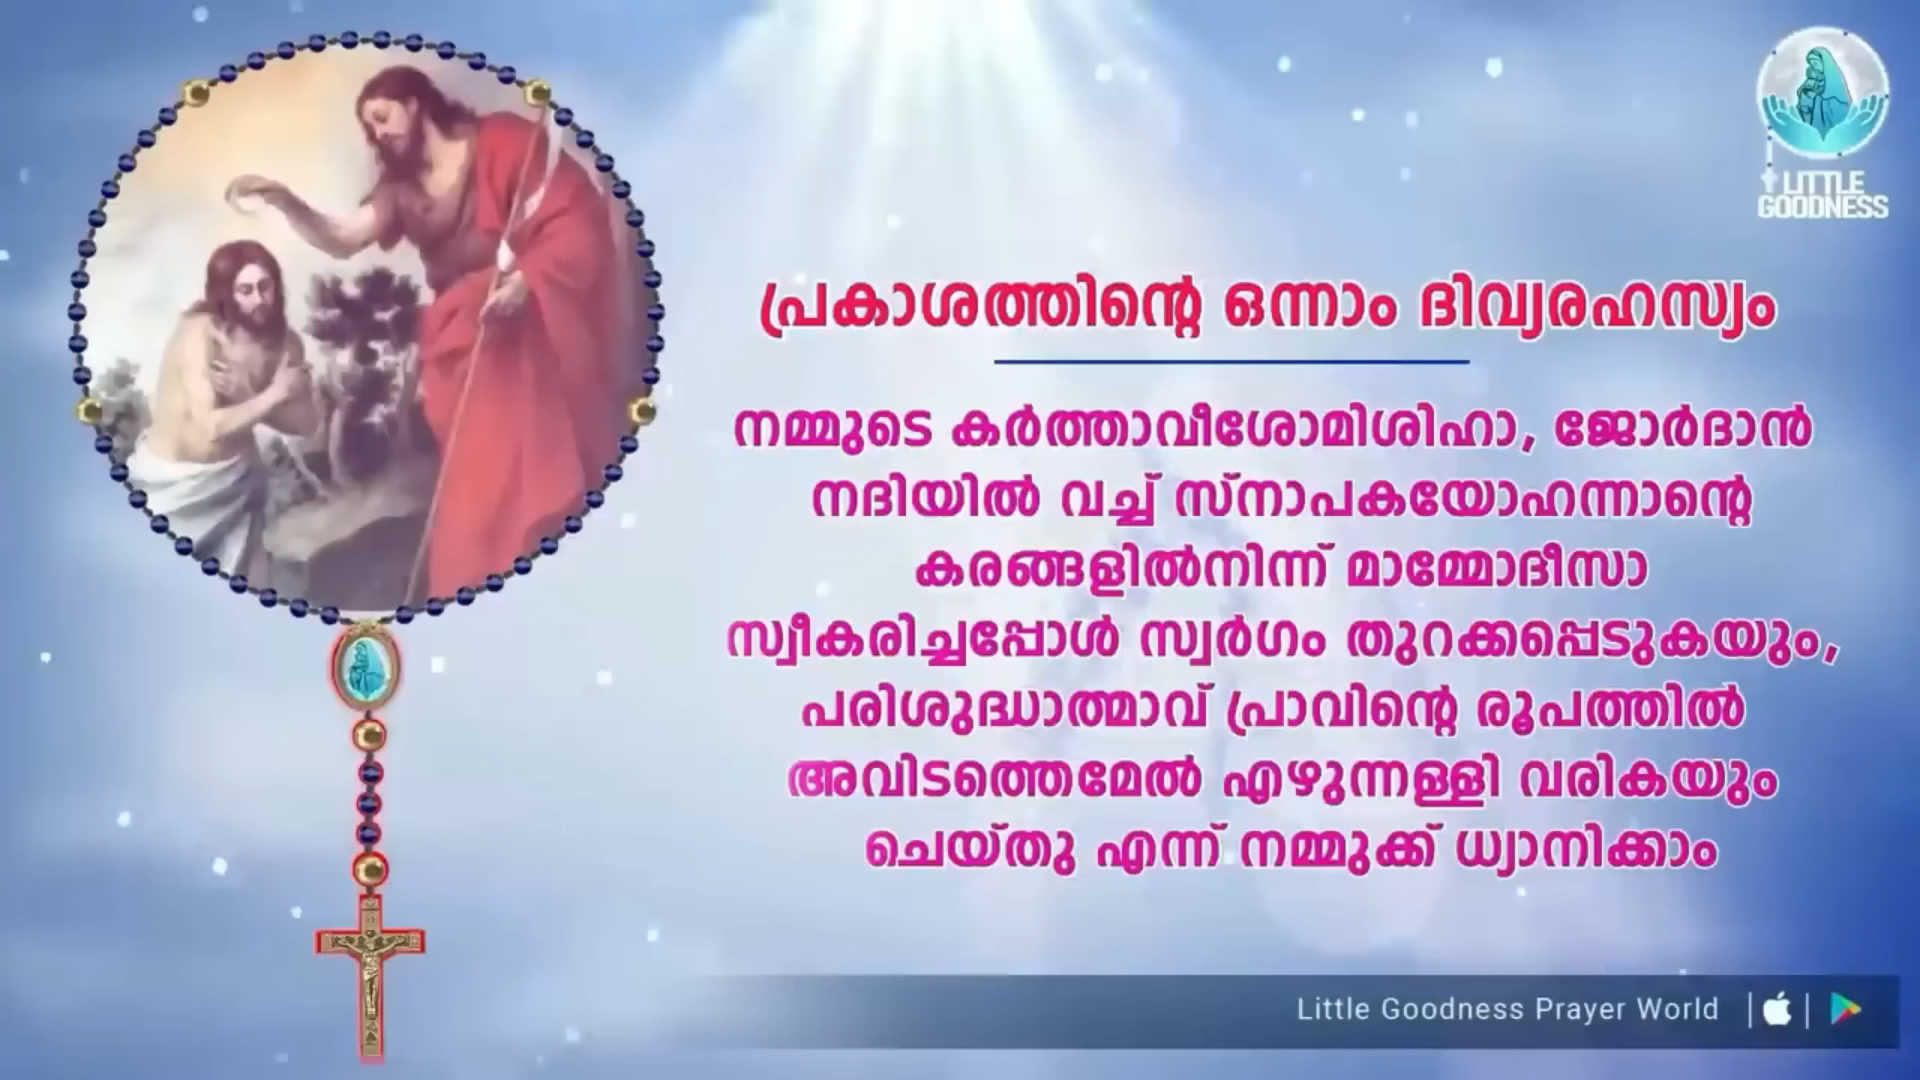 LITTLE
GOODNESS
പ്രകാശത്തിന്റെ ഒന്നാം ദിവ്യരഹസ്യം
നമ്മുടെ കർത്താവീശോമിശിഹാ, ജോർദാൻ
നദിയിൽ വച്ച് സ്നാപകയോഹന്നാന്റെ
കരങ്ങളിൽനിന്ന് മാമ്മോദീസാ
സ്വീകരിച്ചപ്പോൾ സ്വർഗം തുറക്കപ്പെടുകയും,
പരിശുദ്ധാത്മാവ് പ്രാവിന്റെ രൂപത്തിൽ
അവിടത്തെമേൽ എഴുന്നള്ളി വരികയും
ചെയ്തു എന്ന് നമ്മുക്ക് ധ്യാനിക്കാം
Little Goodness Prayer World